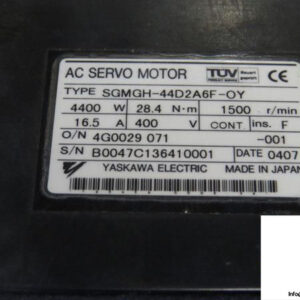 AC SERVO MOTOR TÜV
TYPE SGMGH-44D2A6F-OY
4400 W 28.4 N·m 1500 r/min
16.5 A 400 V CONT. ins. F
O/N 4G0029 071 -001
S/N B0047C136410001 DATE 0407
YASKAWA ELECTRIC MADE IN JAPAN